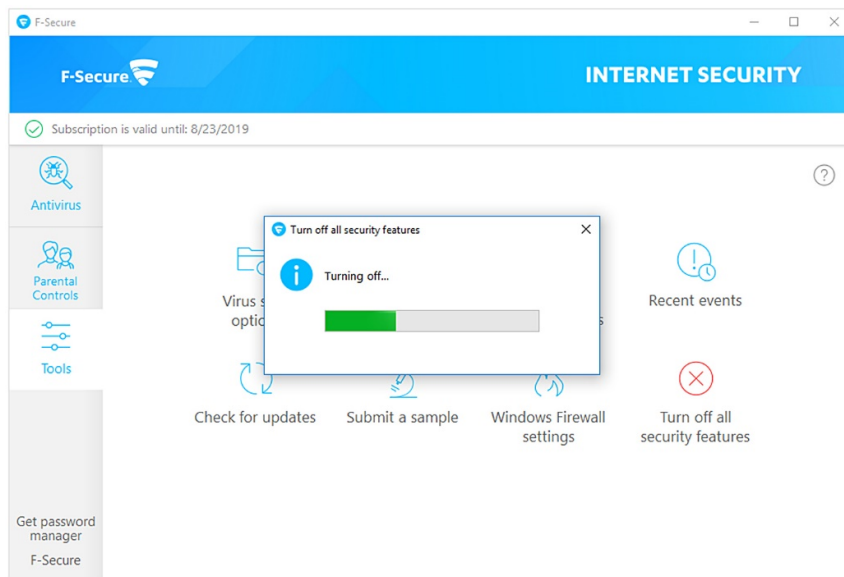 F-Secure
F-Secure
INTERNET SECURITY
Subscription is valid until: 8/23/2019
?
Antivirus
Turn off all security features
Turning off...
Parental
Controls
Virus
Recent events
Tools
Check for updates
Submit a sample
Windows Firewall
settings
Turn off all
security features
Get password
manager
F-Secure